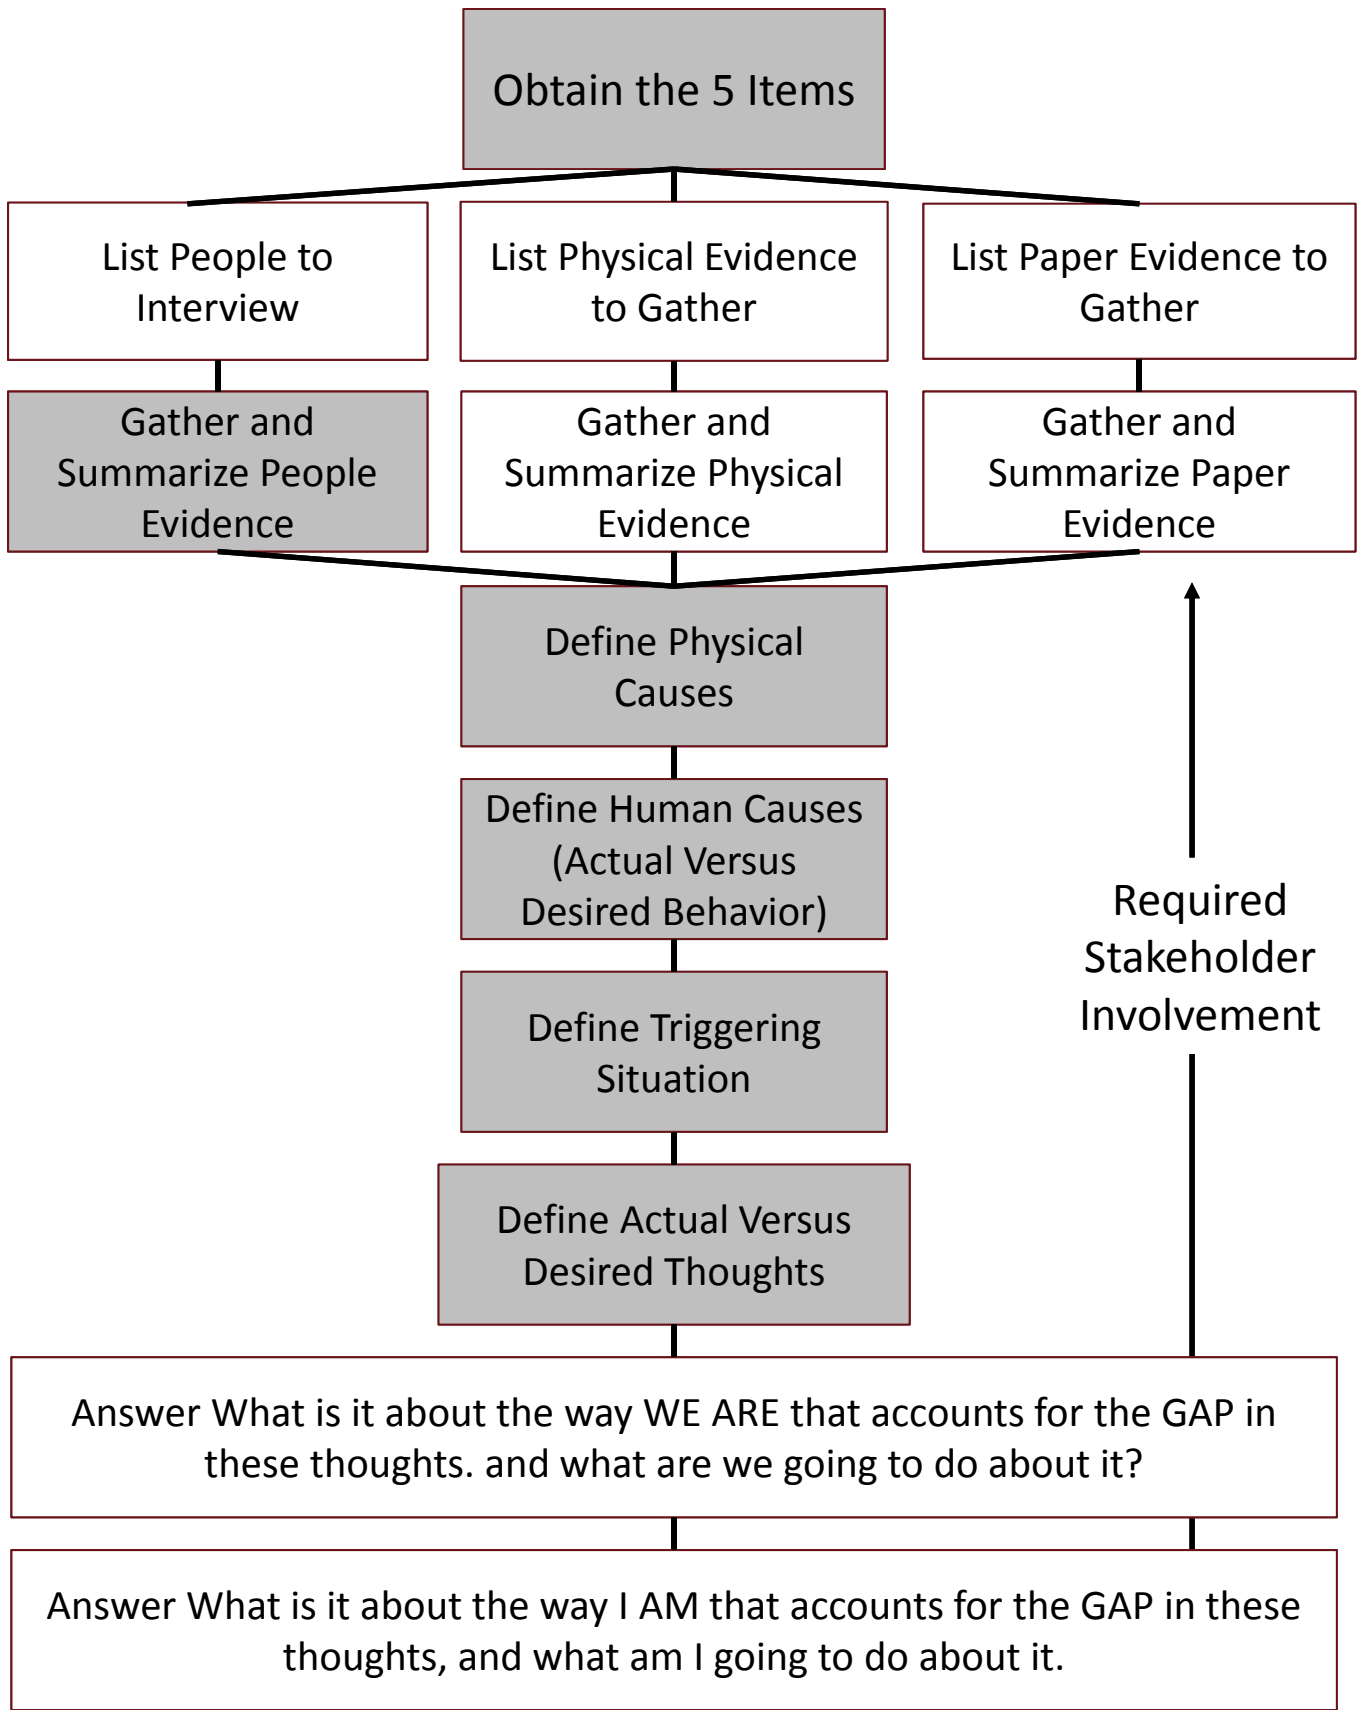 Obtain the 5 Items
List People to
Interview
List Physical Evidence
to Gather
List Paper Evidence to
Gather
Gather and
Summarize People
Evidence
Gather and
Summarize Physical
Evidence
Gather and
Summarize Paper
Evidence
Define Physical
Causes
Define Human Causes
(Actual Versus
Desired Behavior)
Required
Stakeholder
Involvement
Define Triggering
Situation
Define Actual Versus
Desired Thoughts
Answer What is it about the way WE ARE that accounts for the GAP in
these thoughts. and what are we going to do about it?
Answer What is it about the way I AM that accounts for the GAP in these
thoughts, and what am I going to do about it.